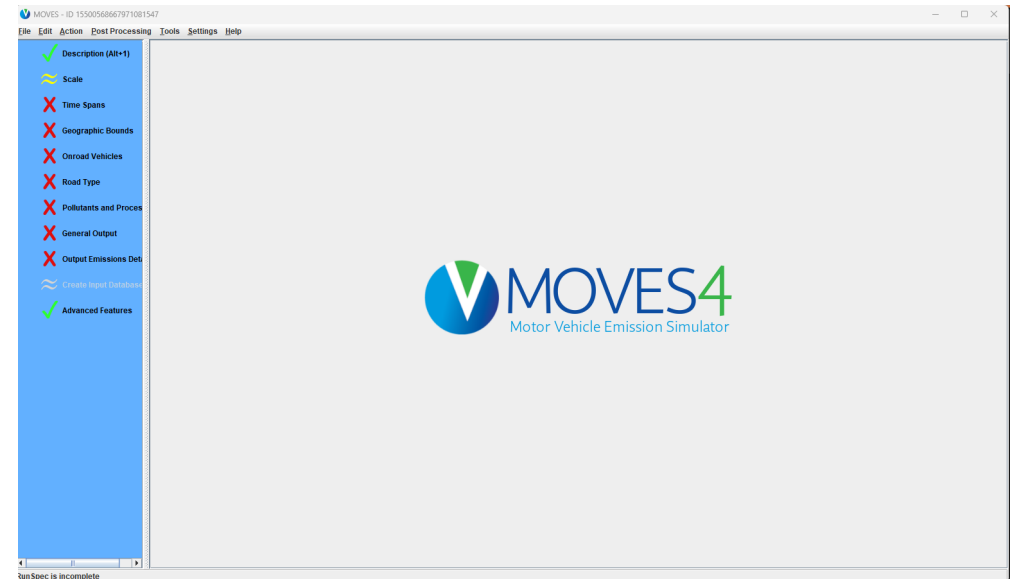 MOVES - ID 15500568667971081547
File Edit Action Post Processing Tools Settings Help
Description (Alt+1)
Scale
Time Spans
Geographic Bounds
Onroad Vehicles
Road Type
Pollutants and Proces
General Output
Output Emissions Det
Create Input Database
Advanced Features
MOVES4
Motor Vehicle Emission Simulator
RunSpec is incomplete